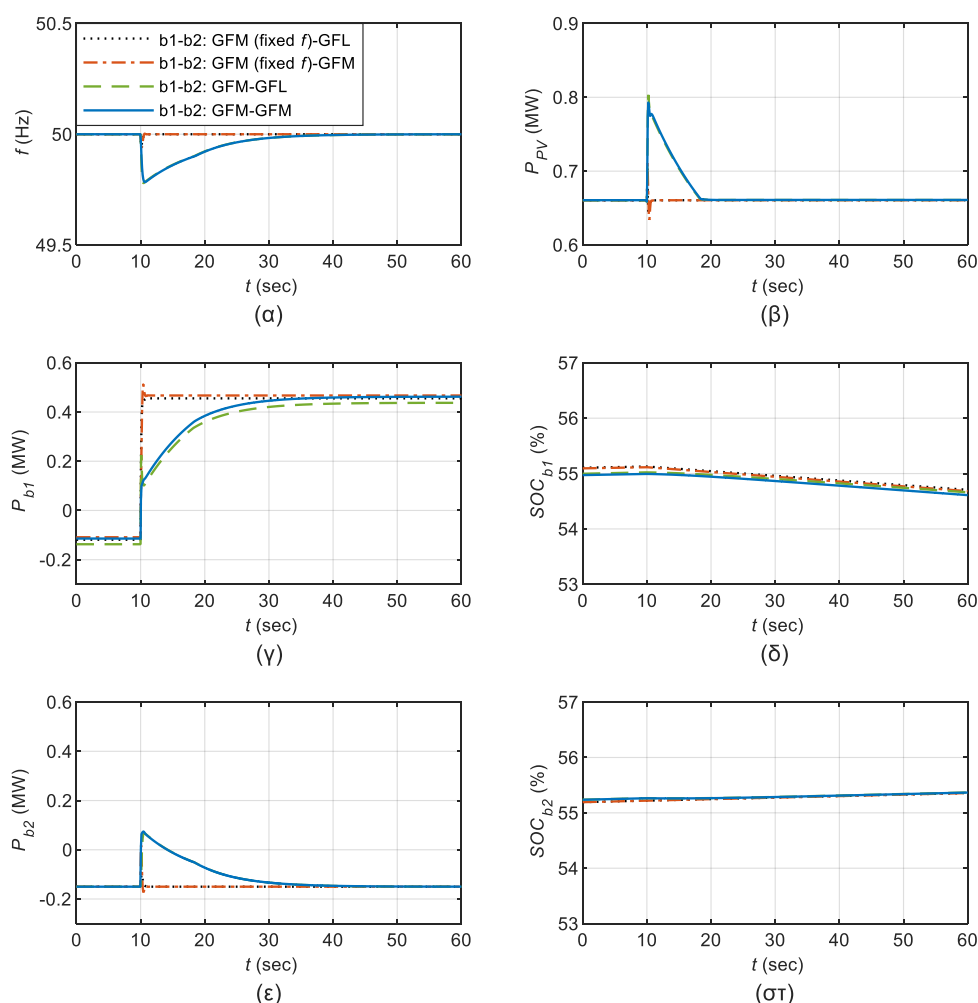 50.5
50
49.5
f (Hz)
b1-b2: GFM (fixed f)-GFL
b1-b2: GFM (fixed f)-GFM
b1-b2: GFM-GFL
b1-b2: GFM-GFM
0 10 20 30 40 50 60
t (sec)
(α)
0.9
0.8
0.7
0.6
P_PV (MW)
0 10 20 30 40 50 60
t (sec)
(β)
0.6
0.4
0.2
0
-0.2
P_b1 (MW)
0 10 20 30 40 50 60
t (sec)
(γ)
57
56
55
54
53
SOC_b1 (%)
0 10 20 30 40 50 60
t (sec)
(δ)
0.6
0.4
0.2
0
-0.2
P_b2 (MW)
0 10 20 30 40 50 60
t (sec)
(ε)
57
56
55
54
53
SOC_b2 (%)
0 10 20 30 40 50 60
t (sec)
(στ)